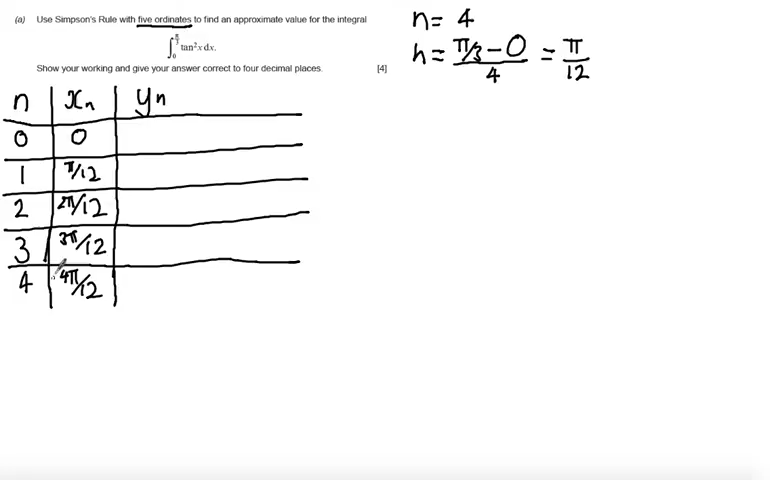 (a) Use Simpson's Rule with five ordinates to find an approximate value for the integral
∫₀^(π/3) tan²x dx.
Show your working and give your answer correct to four decimal places. [4]
n = 4
h = (π/3 − 0)/4 = π/12
n xₙ yₙ
0 0
1 π/12
2 2π/12
3 3π/12
4 4π/12